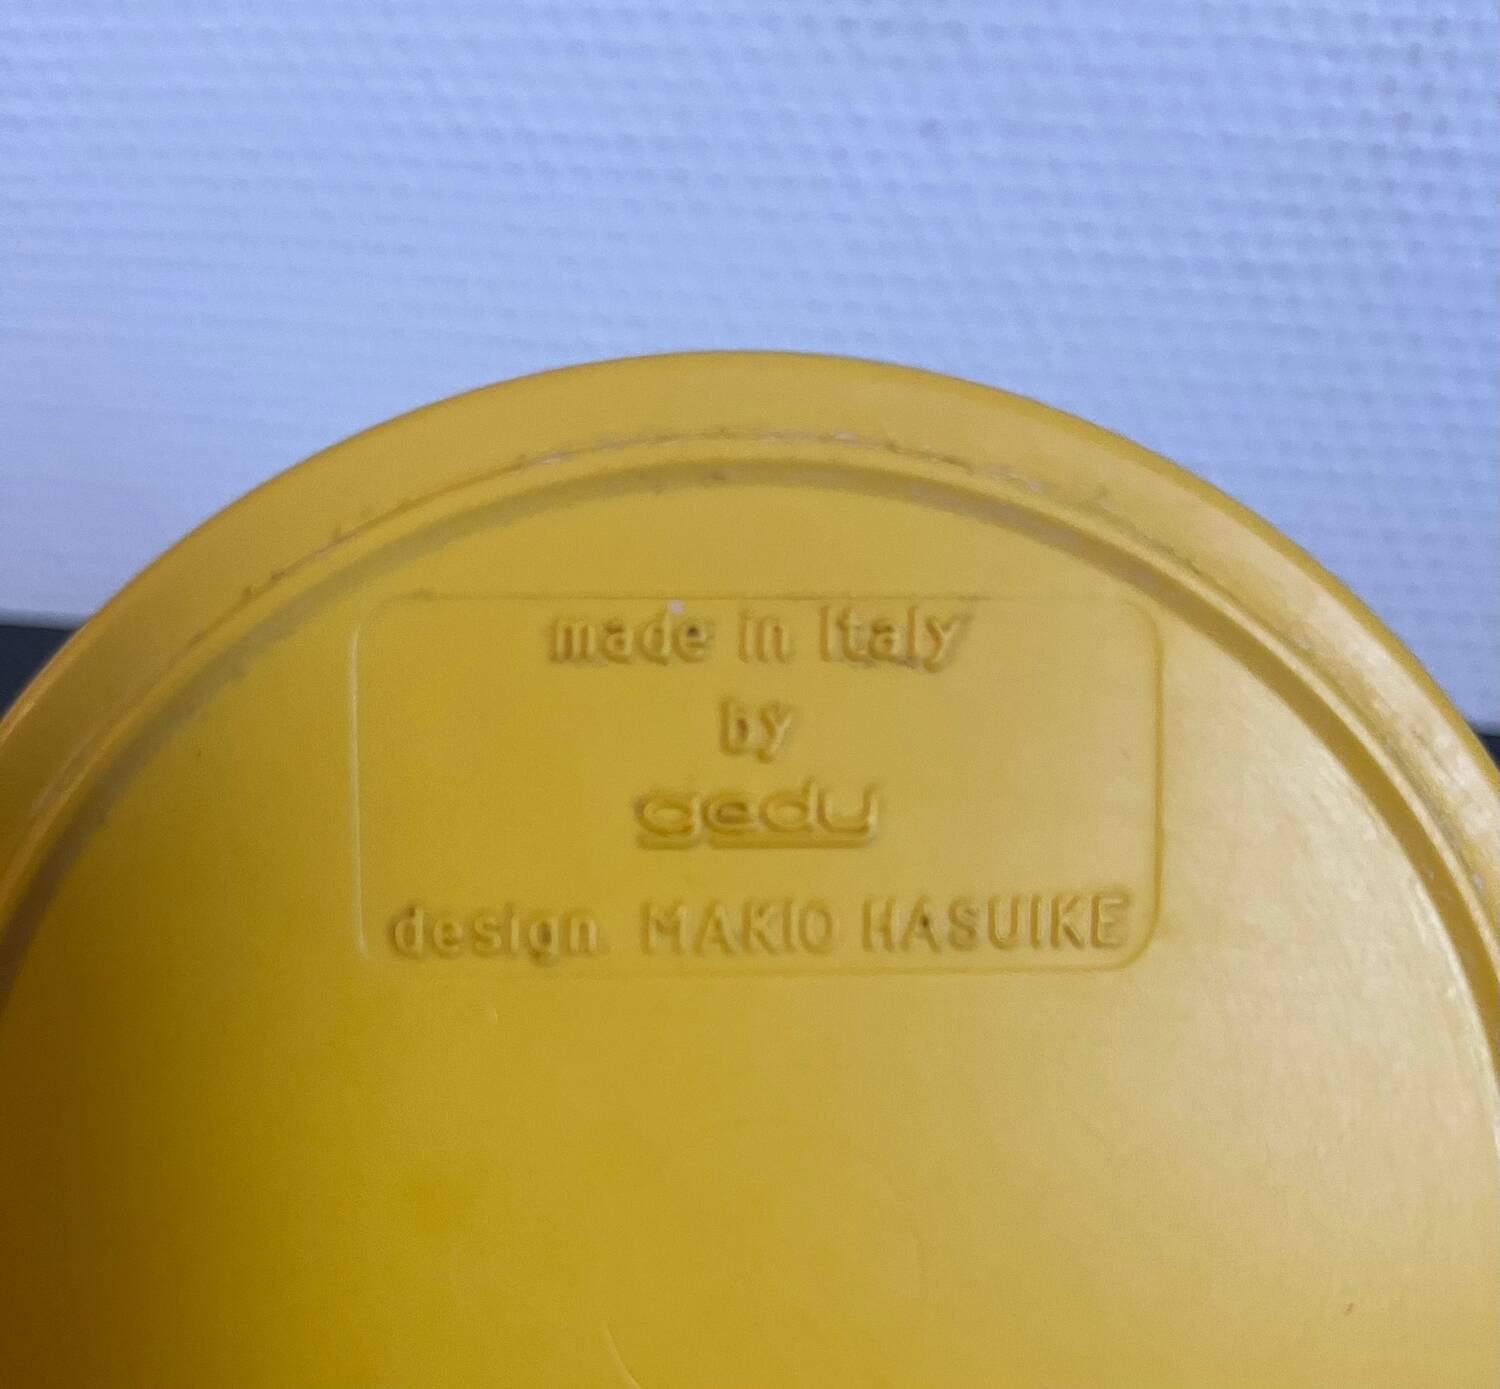 made in Italy
by
gedy
design. MAKIO HASUIKE